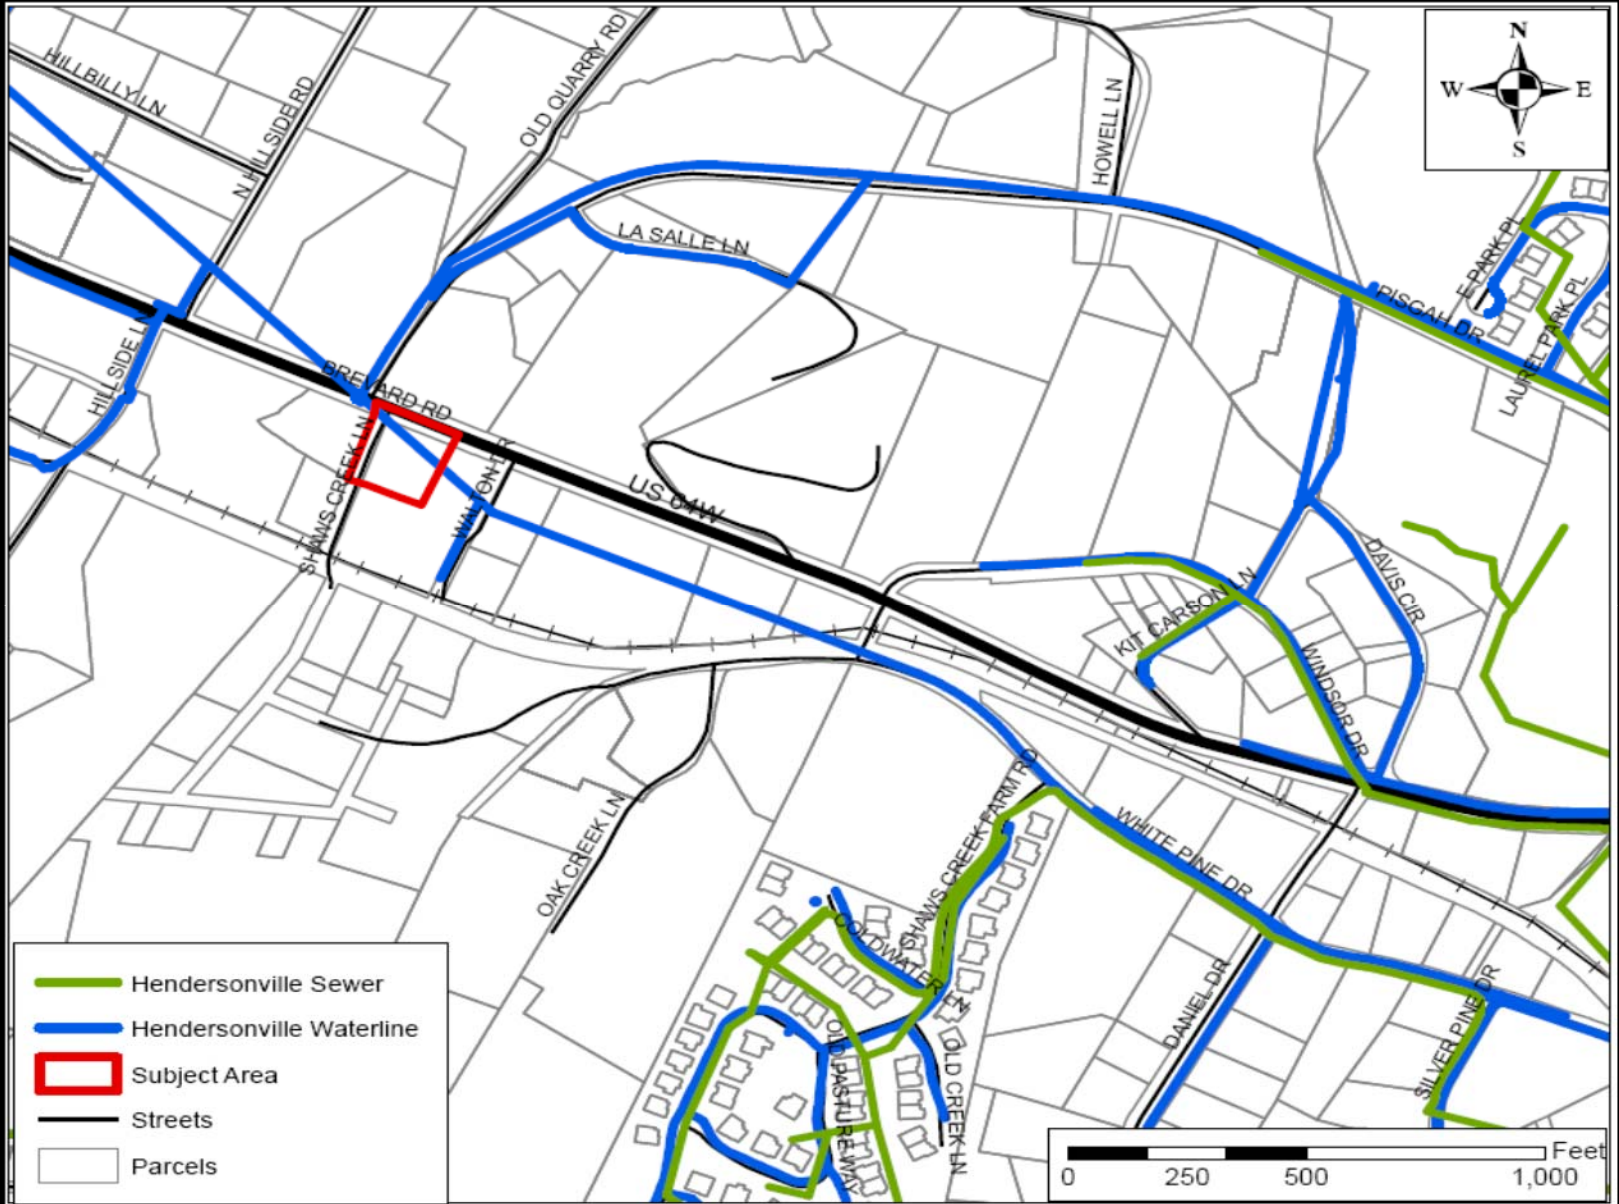 HILLBILLY LN
N HILLSIDE RD
OLD QUARRY RD
HOWELL LN
N
W
E
S
LA SALLE LN
E PARK PL
PISGAH DR
LAUREL PARK PL
HILLSIDE LN
BREVARD RD
SHAWS CREEK LN
WALTON DR
US 64W
DAVIS CIR
KIT CARSON LN
WINDSOR DR
SHAWS CREEK FARM RD
WHITE PINE DR
OAK CREEK LN
COLDWATER LN
DANIEL DR
SILVER PINE DR
OLD PASTURE WAY
OLD CREEK LN
Hendersonville Sewer
Hendersonville Waterline
Subject Area
Streets
Parcels
Feet
0 250 500 1,000